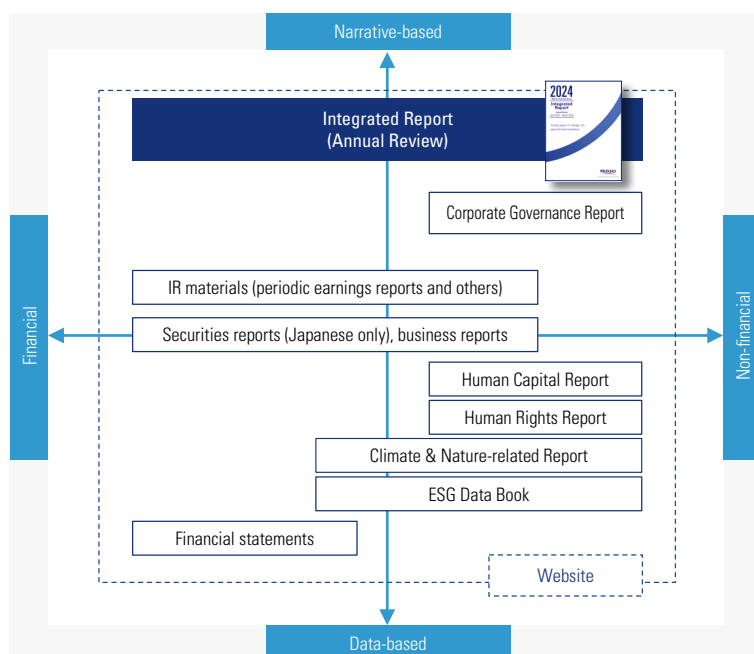 Narrative-based
Integrated Report
(Annual Review)
2024
Integrated
Report
Corporate Governance Report
IR materials (periodic earnings reports and others)
Securities reports (Japanese only), business reports
Financial
Non-financial
Human Capital Report
Human Rights Report
Climate & Nature-related Report
ESG Data Book
Financial statements
Website
Data-based